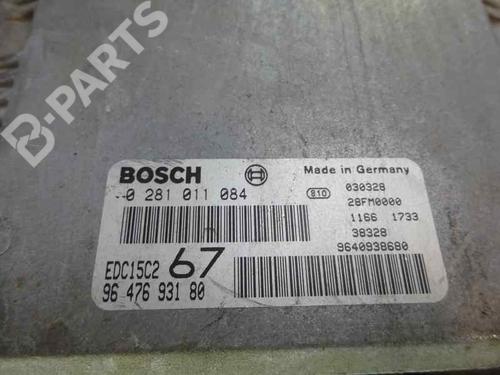 B-PARTS
BOSCH
Made in Germany
0 281 011 084
810
030328
28FM0000
1166 1733
38328
9640938680
EDC15C2
67
96 476 931 80